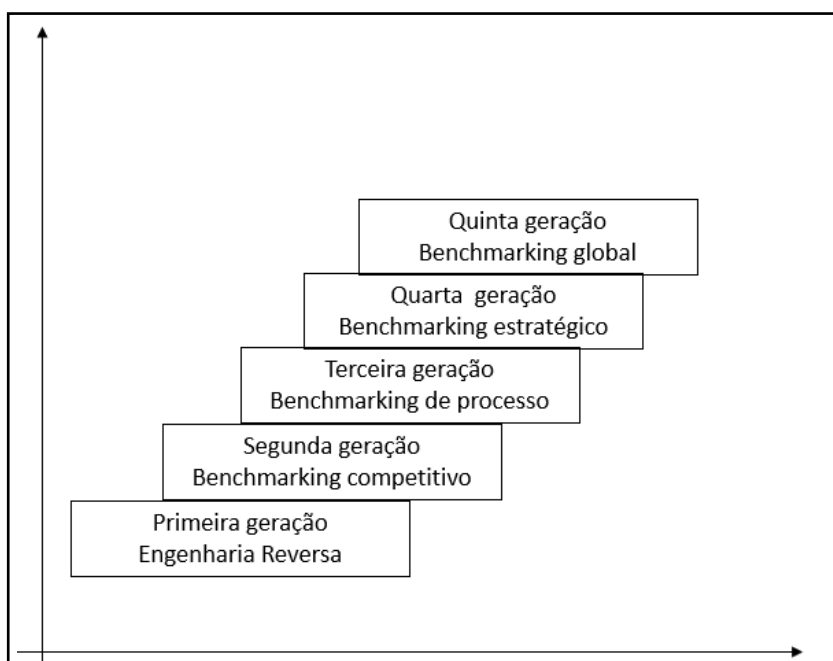 Quinta geração
Benchmarking global
Quarta  geração
Benchmarking estratégico
Terceira geração
Benchmarking de processo
Segunda geração
Benchmarking competitivo
Primeira geração
Engenharia Reversa